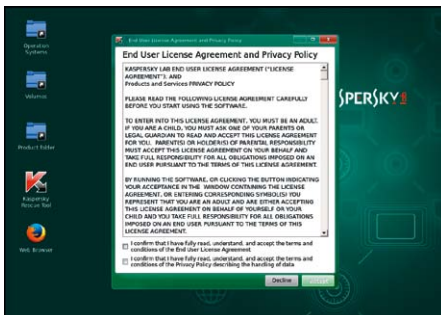 Operation Systems
Volumes
Product Folder
Kaspersky Rescue Tool
Web Browser
End User License Agreement and Privacy Policy
End User License Agreement and Privacy Policy
KASPERSKY LAB END USER LICENSE AGREEMENT ("LICENSE
AGREEMENT"); AND
Products and Services PRIVACY POLICY
PLEASE READ THE FOLLOWING LICENSE AGREEMENT CAREFULLY
BEFORE YOU START USING THE SOFTWARE.
TO ENTER INTO THIS LICENSE AGREEMENT, YOU MUST BE AN ADULT.
IF YOU ARE A CHILD, YOU MUST ASK ONE OF YOUR PARENTS OR
LEGAL GUARDIAN TO READ AND ACCEPT THIS LICENSE AGREEMENT
FOR YOU. PARENT(S) OR HOLDER(S) OF PARENTAL RESPONSIBILITY
MUST ACCEPT THIS LICENSE AGREEMENT ON YOUR BEHALF AND
TAKE FULL RESPONSIBILITY FOR ALL OBLIGATIONS IMPOSED ON AN
END USER PURSUANT TO THE TERMS OF THIS LICENSE AGREEMENT.
BY RUNNING THE SOFTWARE, OR CLICKING THE BUTTON INDICATING
YOUR ACCEPTANCE IN THE WINDOW CONTAINING THE LICENSE
AGREEMENT, OR ENTERING CORRESPONDING SYMBOL(S) YOU
REPRESENT THAT YOU ARE AN ADULT AND ARE EITHER ACCEPTING
THIS LICENSE AGREEMENT ON BEHALF OF YOURSELF OR YOUR
CHILD AND YOU TAKE FULL RESPONSIBILITY FOR ALL OBLIGATIONS
IMPOSED ON AN END USER PURSUANT TO THE TERMS OF THIS
LICENSE AGREEMENT.
I confirm that I have fully read, understand, and accept the terms and
conditions of the End User License Agreement
I confirm that I have fully read, understand, and accept the terms and
conditions of the Privacy Policy describing the handling of data
Decline
Accept
SPERSKY